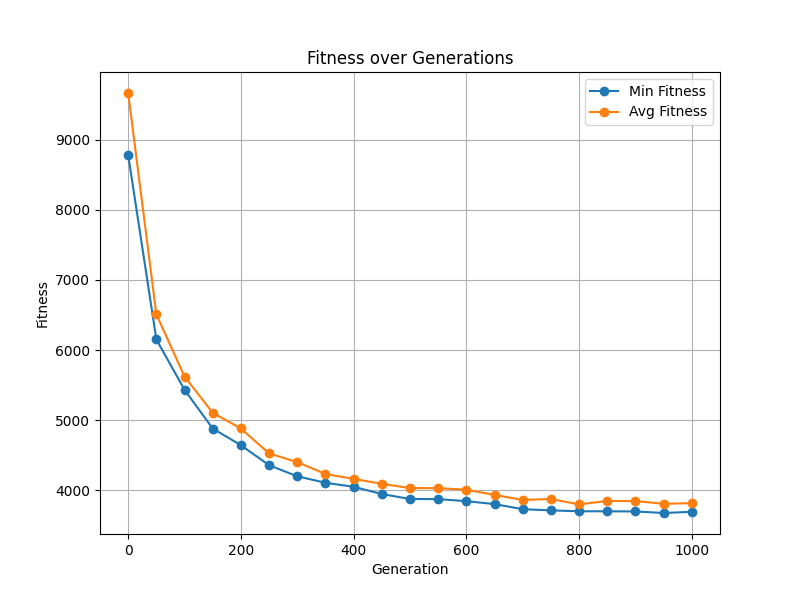 Fitness over Generations
Min Fitness
Avg Fitness
9000
8000
7000
6000
5000
4000
Fitness
0 200 400 600 800 1000
Generation